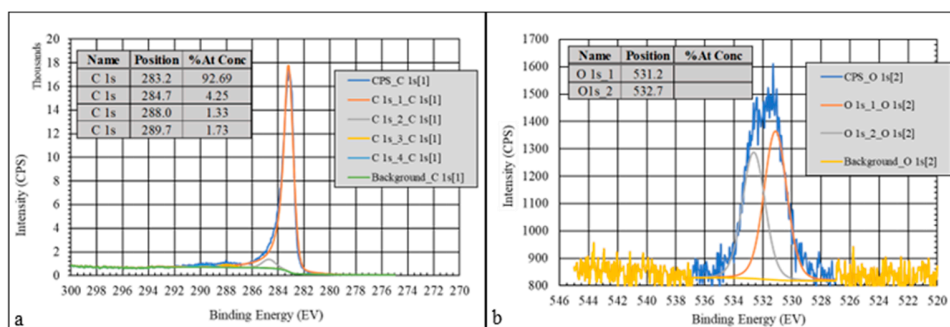 20
18
16
14
12
10
8
6
4
2
0
Thousands
Intensity (CPS)
Name Position %At Conc
C 1s 283.2 92.69
C 1s 284.7 4.25
C 1s 288.0 1.33
C 1s 289.7 1.73
CPS_C 1s[1]
C 1s_1_C 1s[1]
C 1s_2_C 1s[1]
C 1s_3_C 1s[1]
C 1s_4_C 1s[1]
Background_C 1s[1]
300 298 296 294 292 290 288 286 284 282 280 278 276 274 272 270
Binding Energy (EV)
a
1700
1600
1500
1400
1300
1200
1100
1000
900
800
Intensity (CPS)
Name Position %At Conc
O 1s_1 531.2
O1s_2 532.7
CPS_O 1s[2]
O 1s_1_O 1s[2]
O 1s_2_O 1s[2]
Background_O 1s[2]
546 544 542 540 538 536 534 532 530 528 526 524 522 520
Binding Energy (EV)
b